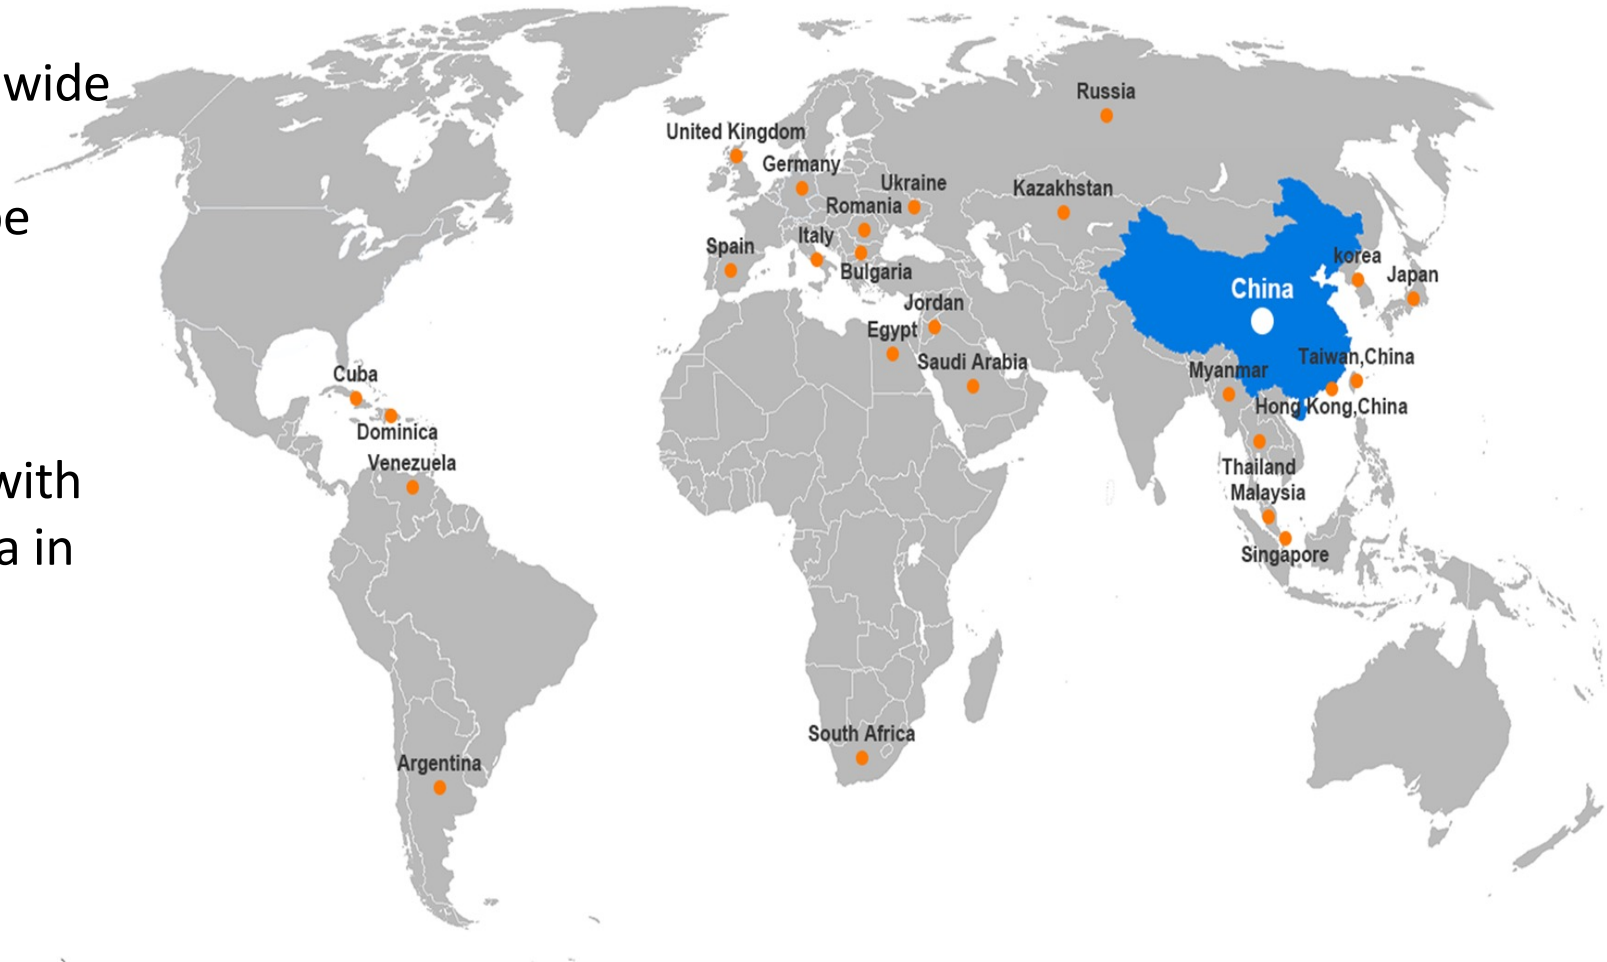 wide
Russia
United Kingdom
Germany
Ukraine
Kazakhstan
Romania
be
Italy
Spain
korea
Bulgaria
Japan
China
Jordan
Egypt
Taiwan,China
Saudi Arabia
Myanmar
Cuba
Hong Kong,China
Dominica
Venezuela
Thailand
with
Malaysia
a in
Singapore
South Africa
Argentina